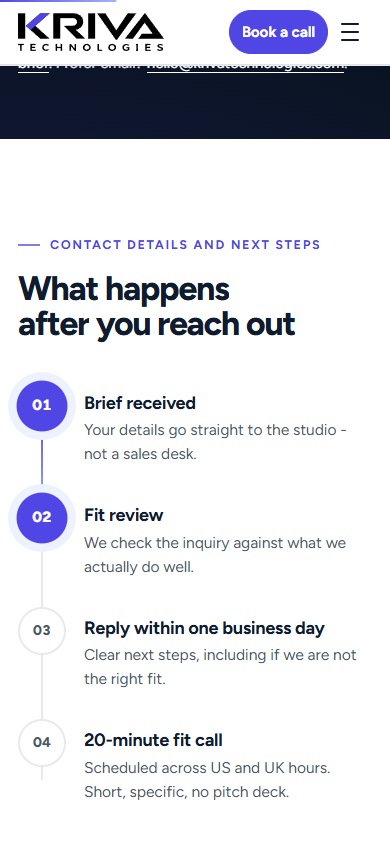 KRIVA
TECHNOLOGIES
Book a call
CONTACT DETAILS AND NEXT STEPS
What happens
after you reach out
01
Brief received
Your details go straight to the studio -
not a sales desk.
02
Fit review
We check the inquiry against what we
actually do well.
03
Reply within one business day
Clear next steps, including if we are not
the right fit.
04
20-minute fit call
Scheduled across US and UK hours.
Short, specific, no pitch deck.